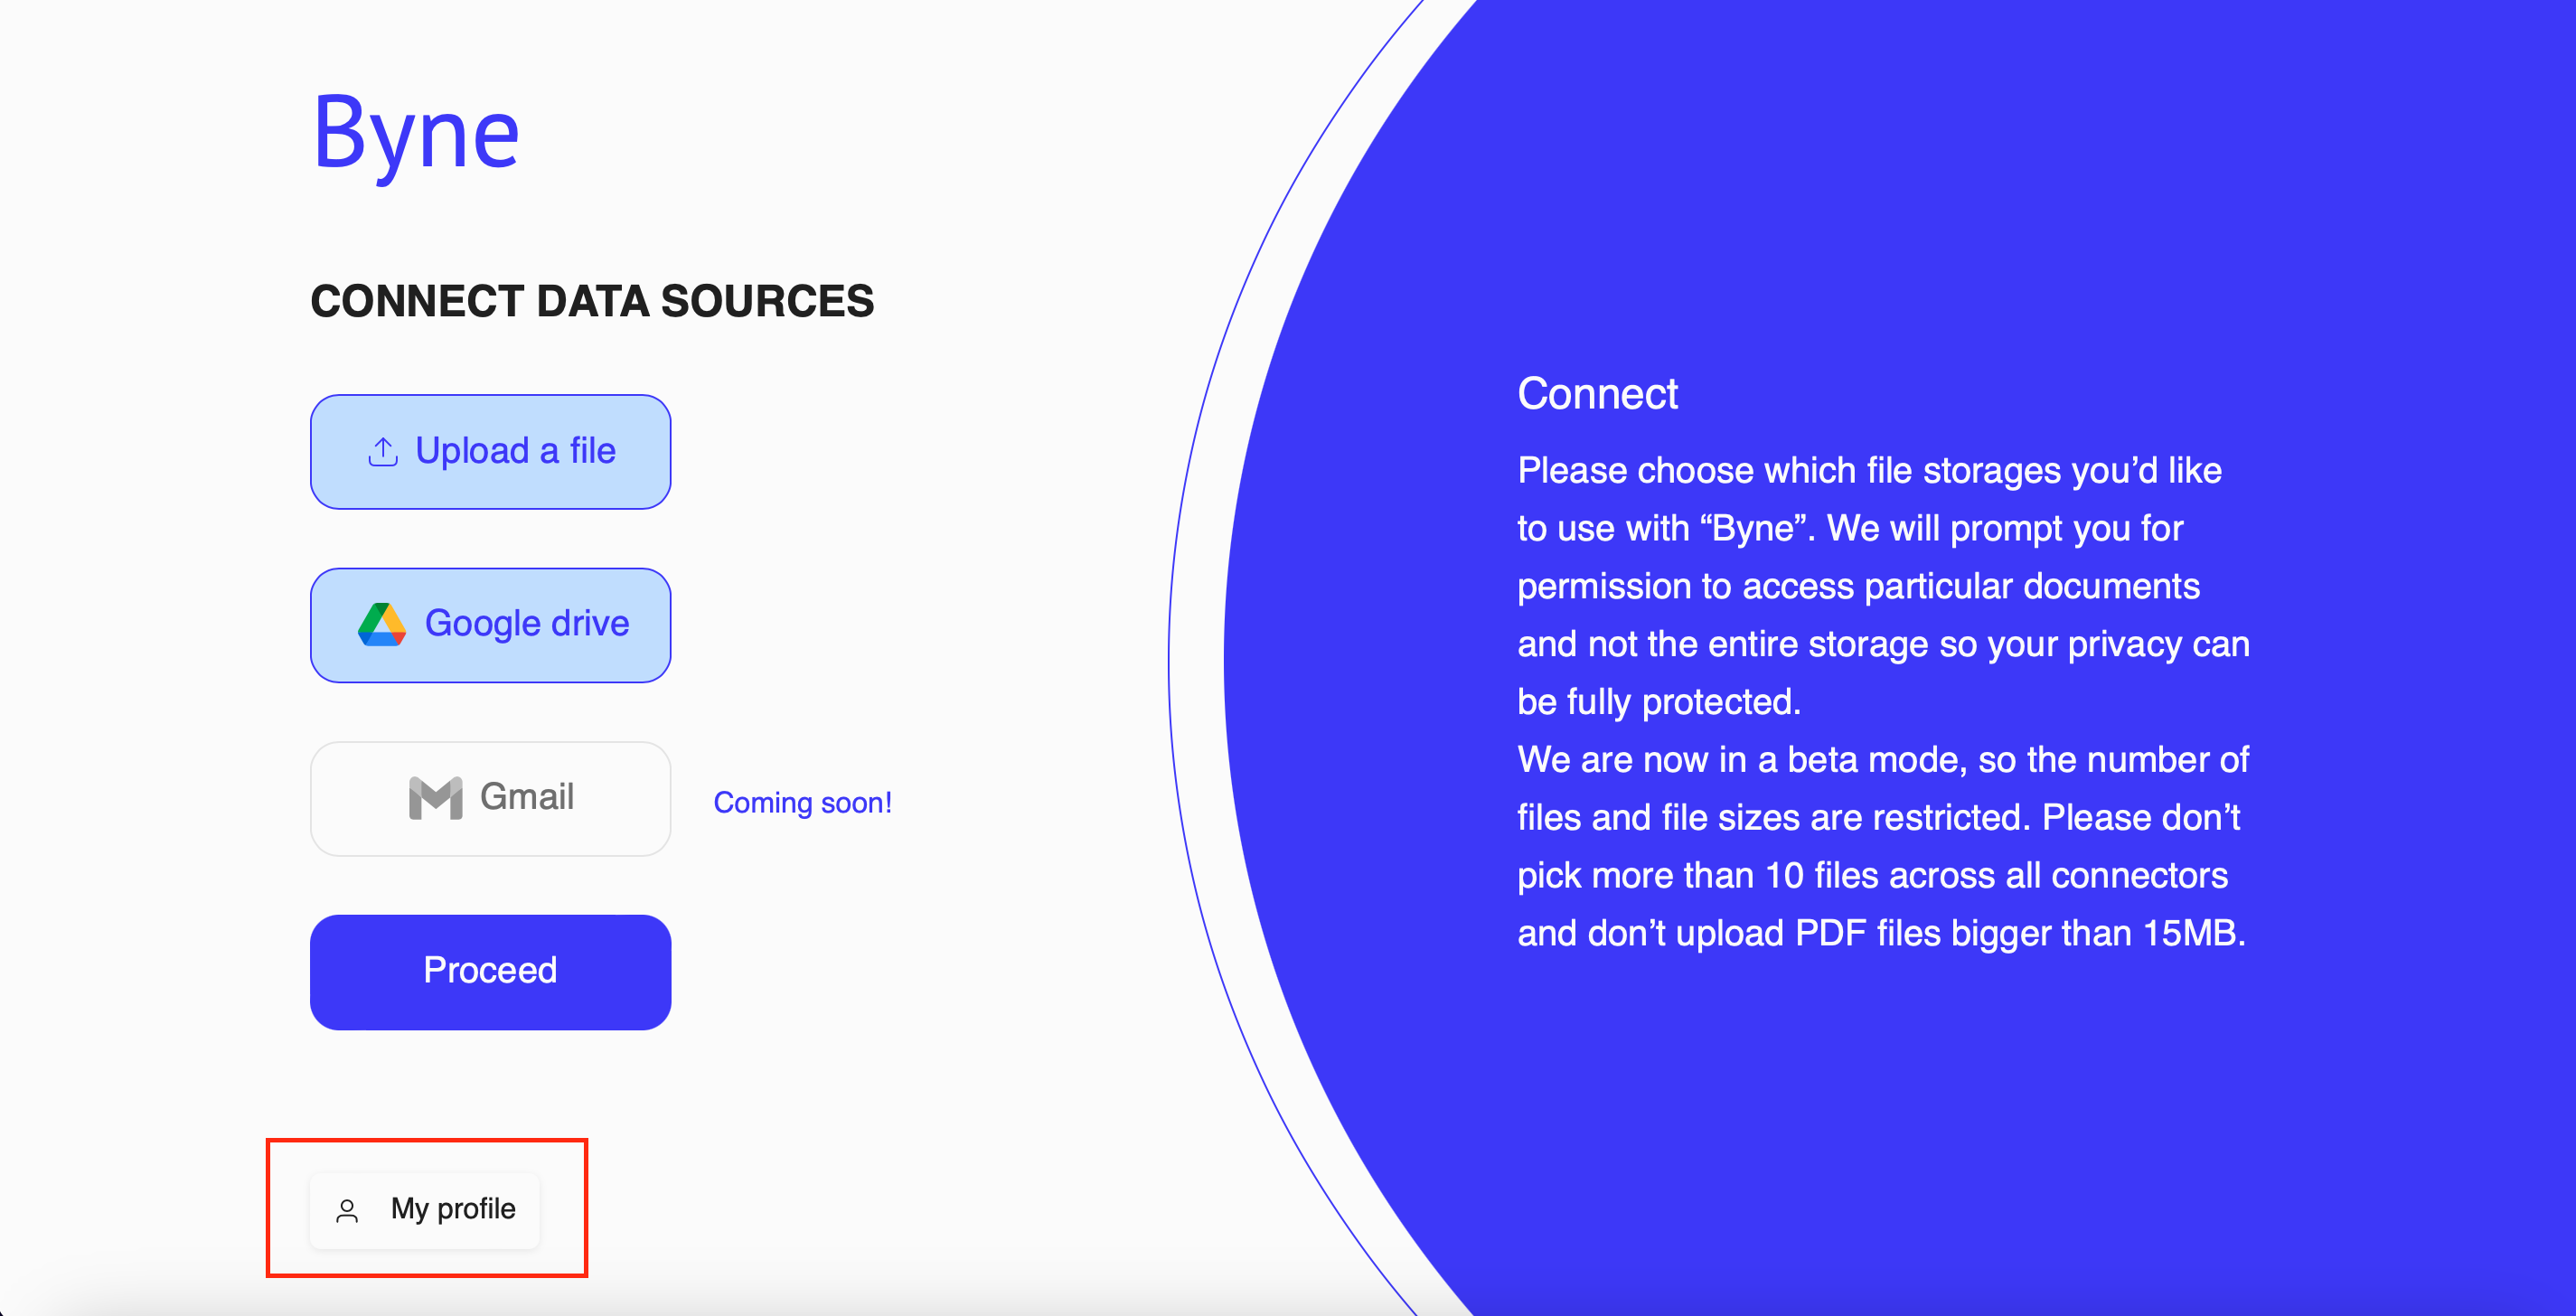 Byne
CONNECT DATA SOURCES
Upload a file
Google drive
Gmail
Coming soon!
Proceed
My profile
Connect
Please choose which file storages you’d like
to use with “Byne”. We will prompt you for
permission to access particular documents
and not the entire storage so your privacy can
be fully protected.
We are now in a beta mode, so the number of
files and file sizes are restricted. Please don’t
pick more than 10 files across all connectors
and don’t upload PDF files bigger than 15MB.